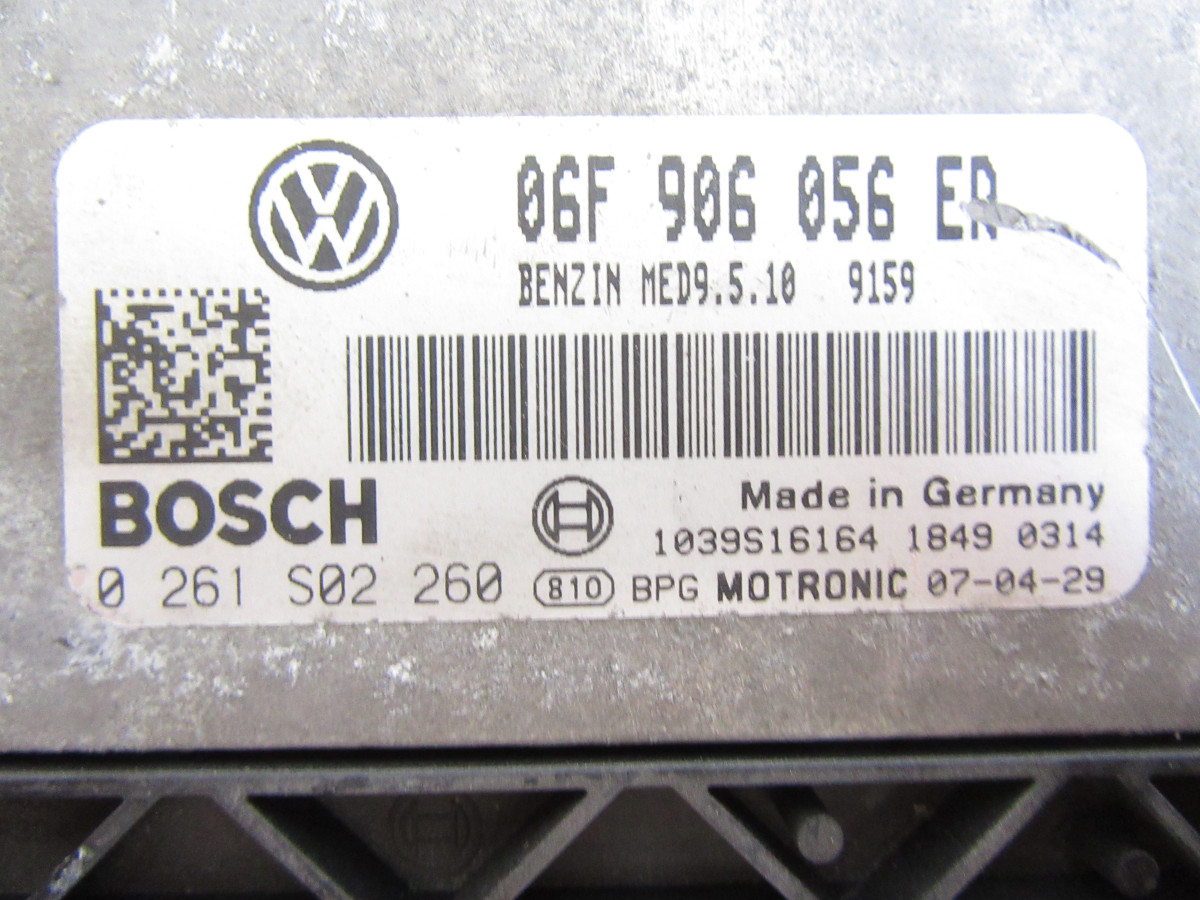 06F 906 056 ER
BENZIN MED9.5.10 9159
BOSCH
Made in Germany
1039S16164 1849 0314
0 261 S02 260 810 BPG MOTRONIC 07-04-29